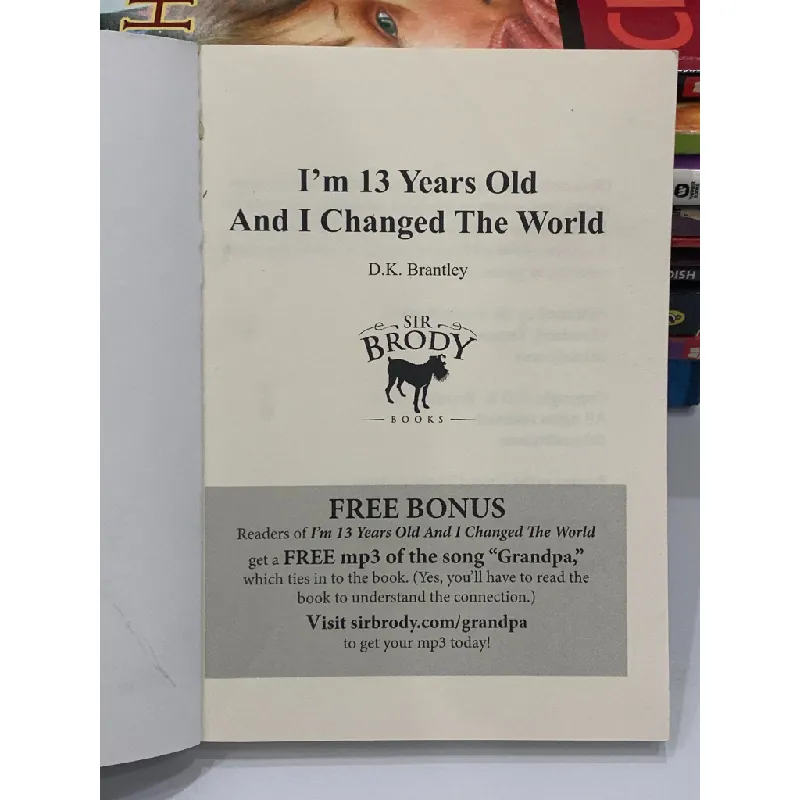 I'm 13 Years Old
And I Changed The World
D.K. Brantley
SIR
BRODY
BOOKS
FREE BONUS
Readers of I'm 13 Years Old And I Changed The World
get a FREE mp3 of the song “Grandpa,”
which ties in to the book. (Yes, you'll have to read the
book to understand the connection.)
Visit sirbrody.com/grandpa
to get your mp3 today!
DISH